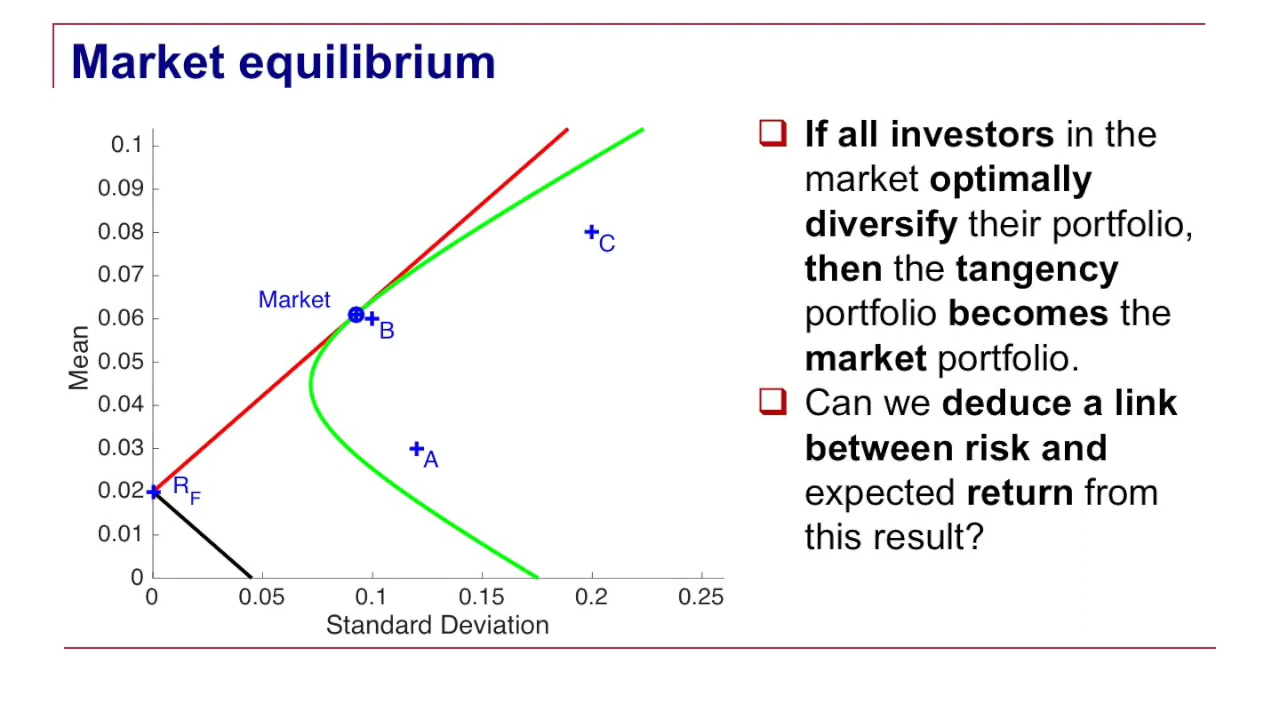 Market equilibrium
0.1
0.09
0.08
0.07
0.06
0.05
0.04
0.03
0.02
0.01
0
Mean
0
0.05
0.1
0.15
0.2
0.25
Standard Deviation
Market
B
C
A
R_F
If all investors in the
market optimally
diversify their portfolio,
then the tangency
portfolio becomes the
market portfolio.
Can we deduce a link
between risk and
expected return from
this result?